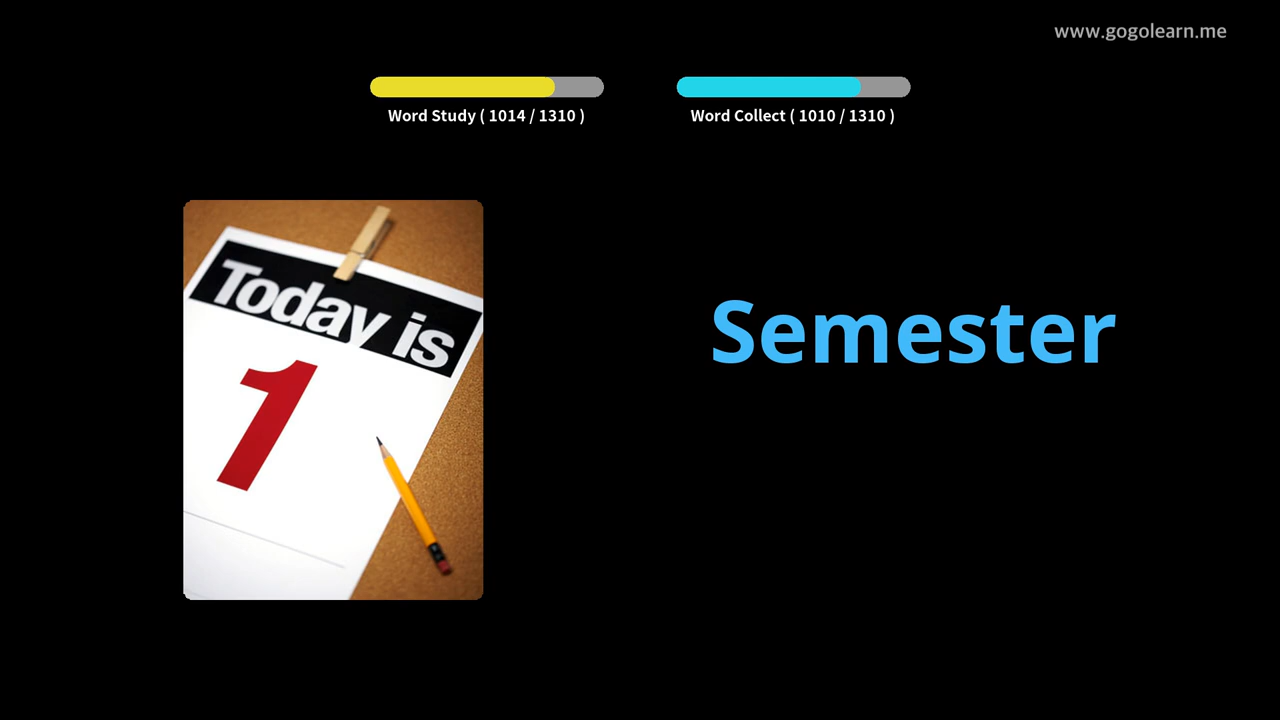 www.gogolearn.me
Word Study ( 1014 / 1310 )
Word Collect ( 1010 / 1310 )
Today is
1
Semester